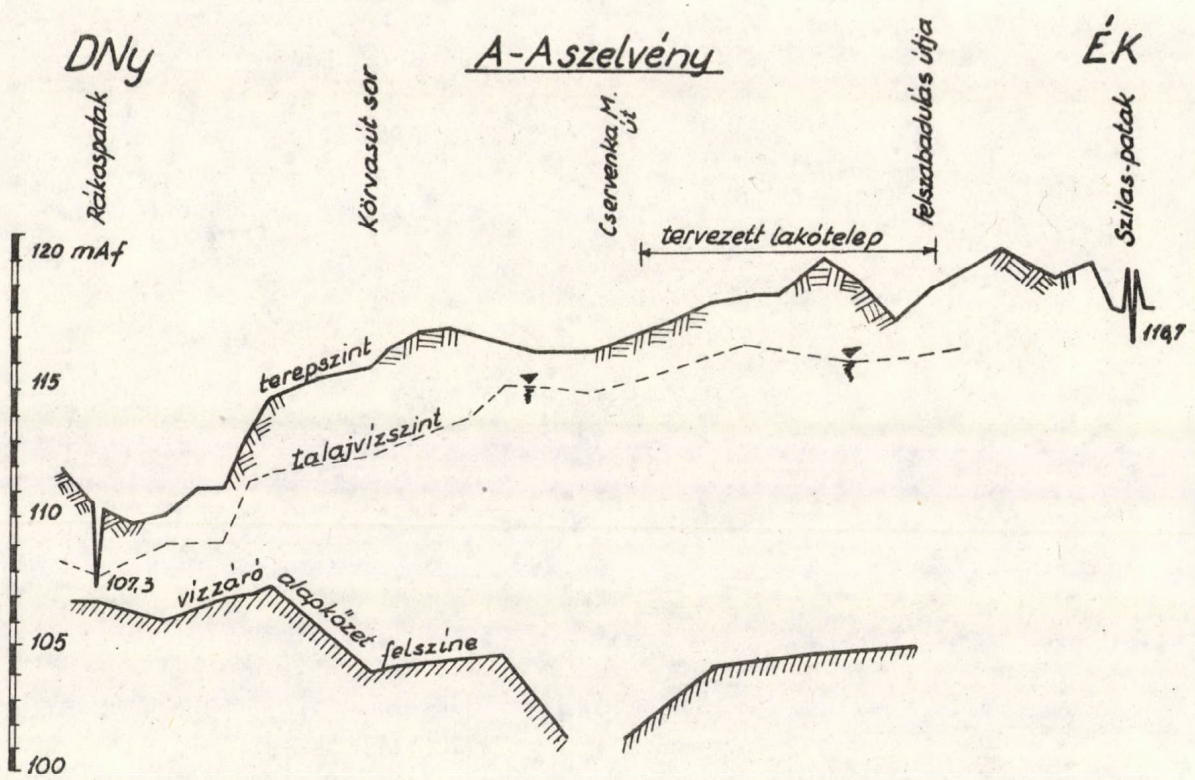 DNy
A-A szelvény
ÉK
Rákospatak
Körvasút sor
Cservenka M.
út
Felszabadulás útja
Szilas-patak
120 mAf
tervezett lakótelep
116,7
terepszint
115
talajvízszint
110
107,3
vízzáró alapkőzet felszíne
105
100